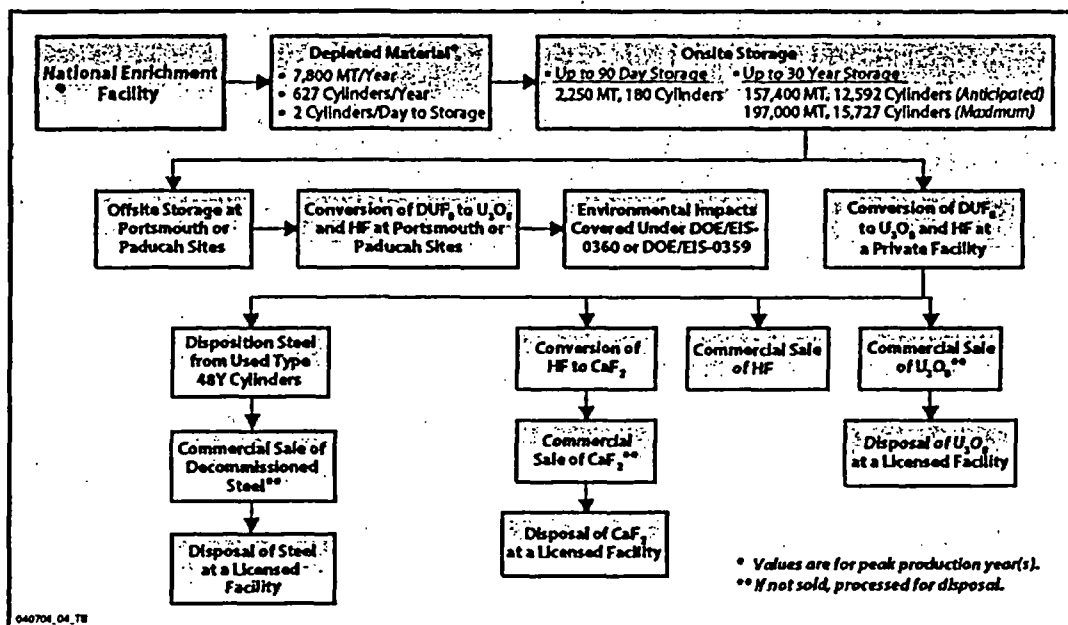 National Enrichment
Facility
Depleted Material*
• 7,800 MT/Year
• 627 Cylinders/Year
• 2 Cylinders/Day to Storage
Onsite Storage
• Up to 90 Day Storage
2,250 MT, 180 Cylinders
• Up to 30 Year Storage
157,400 MT, 12,592 Cylinders (Anticipated)
197,000 MT, 15,727 Cylinders (Maximum)
Offsite Storage at
Portsmouth or
Paducah Sites
Conversion of DUF₆ to U₃O₈
and HF at Portsmouth or
Paducah Sites
Environmental Impacts
Covered Under DOE/EIS-
0360 or DOE/EIS-0359
Conversion of DUF₆
to U₃O₈ and HF at
a Private Facility
Disposition Steel
from Used Type
48Y Cylinders
Conversion of
HF to CaF₂
Commercial Sale
of HF
Commercial Sale
of U₃O₈**
Commercial Sale of
Decommissioned
Steel**
Commercial
Sale of CaF₂**
Disposal of U₃O₈
at a Licensed Facility
Disposal of Steel
at a Licensed
Facility
Disposal of CaF₂
at a Licensed Facility
* Values are for peak production year(s).
** If not sold, processed for disposal.
040704_04_TB